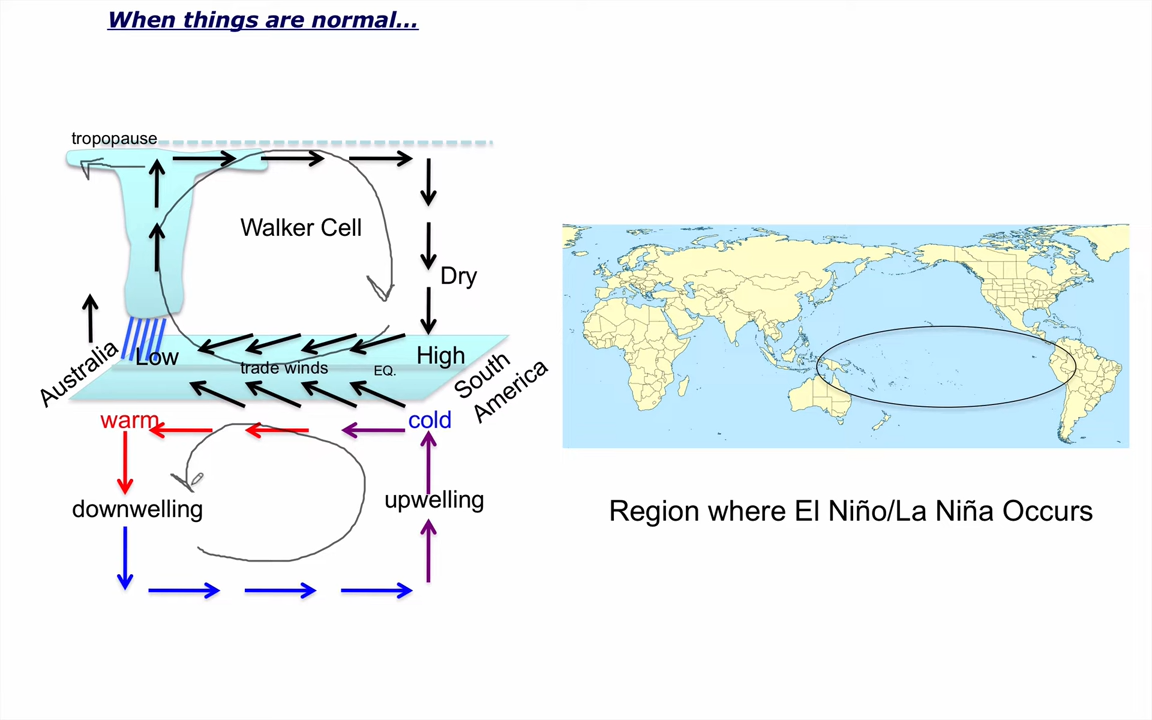 When things are normal...
tropopause
Walker Cell
Dry
Australia
Low
trade winds
EQ.
High
South
America
warm
cold
downwelling
upwelling
Region where El Niño/La Niña Occurs